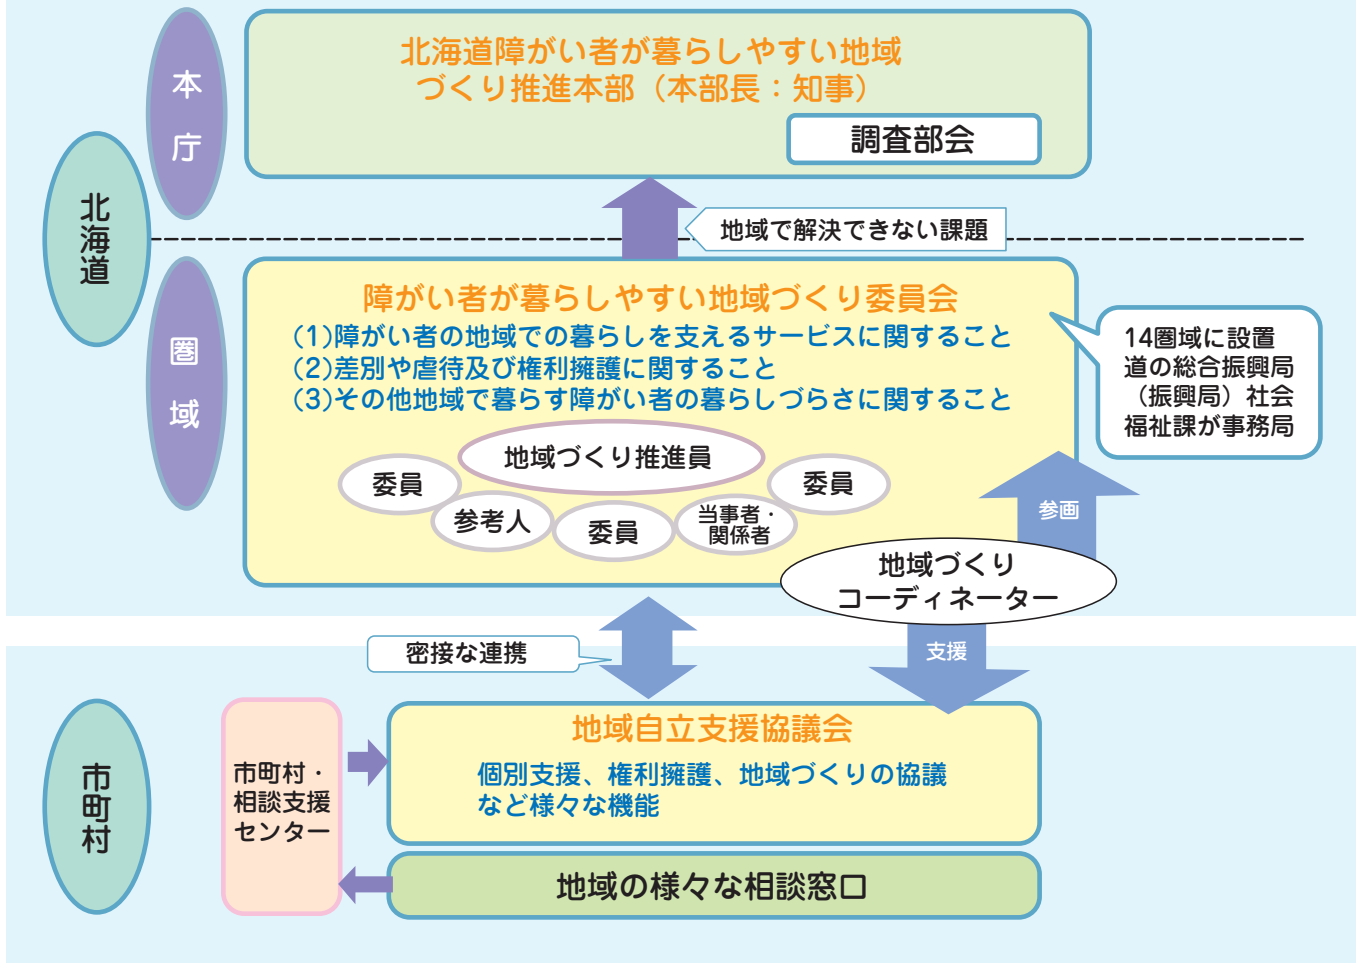 北海道
本庁
北海道障がい者が暮らしやすい地域
づくり推進本部（本部長：知事）
調査部会
地域で解決できない課題
圏域
障がい者が暮らしやすい地域づくり委員会
(1)障がい者の地域での暮らしを支えるサービスに関すること
(2)差別や虐待及び権利擁護に関すること
(3)その他地域で暮らす障がい者の暮らしづらさに関すること
14圏域に設置
道の総合振興局
（振興局）社会
福祉課が事務局
地域づくり推進員
委員
参考人
委員
当事者・
関係者
委員
参画
地域づくり
コーディネーター
支援
密接な連携
市町村
市町村・
相談支援
センター
地域自立支援協議会
個別支援、権利擁護、地域づくりの協議
など様々な機能
地域の様々な相談窓口